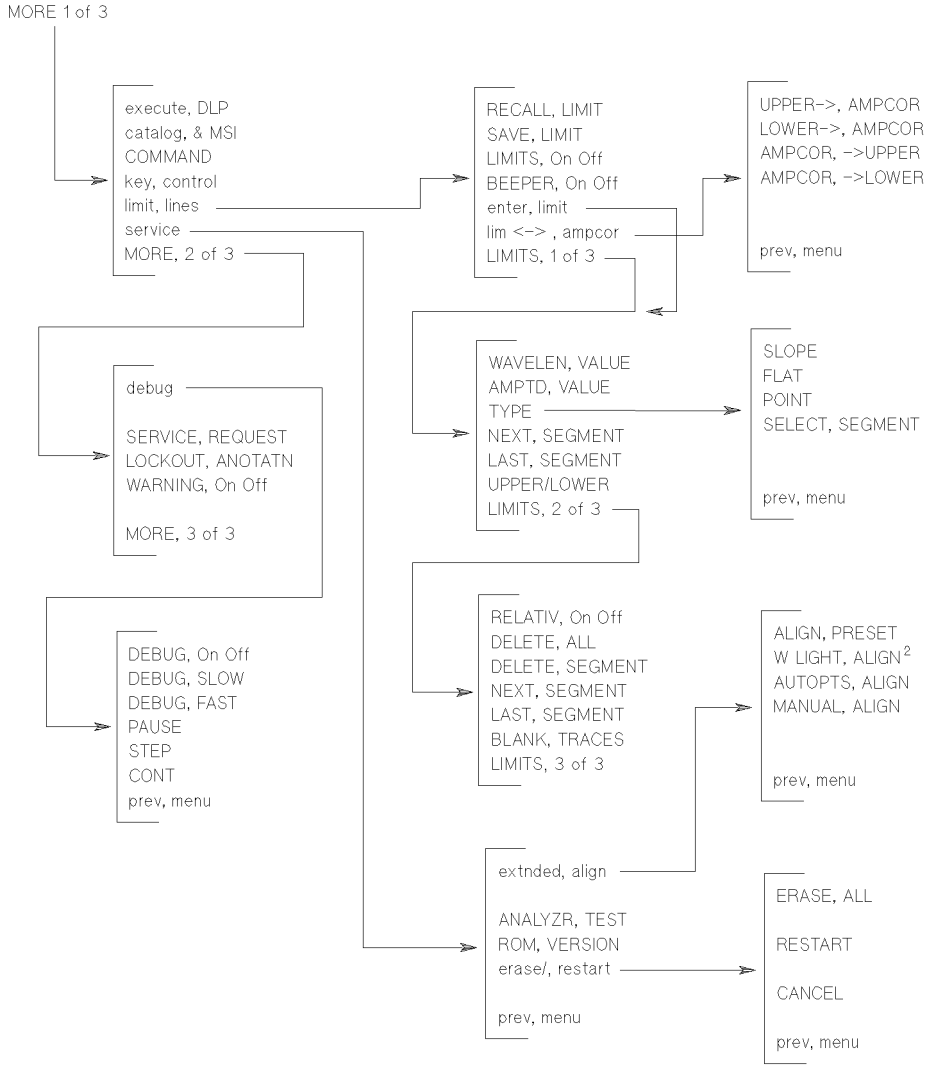 MORE 1 of 3
execute, DLP
catalog, & MSI
COMMAND
key, control
limit, lines
service
MORE, 2 of 3
RECALL, LIMIT
SAVE, LIMIT
LIMITS, On Off
BEEPER, On Off
enter, limit
lim <-> , ampcor
LIMITS, 1 of 3
UPPER->, AMPCOR
LOWER->, AMPCOR
AMPCOR, ->UPPER
AMPCOR, ->LOWER
prev, menu
debug
SERVICE, REQUEST
LOCKOUT, ANOTATN
WARNING, On Off
MORE, 3 of 3
WAVELEN, VALUE
AMPTD, VALUE
TYPE
NEXT, SEGMENT
LAST, SEGMENT
UPPER/LOWER
LIMITS, 2 of 3
SLOPE
FLAT
POINT
SELECT, SEGMENT
prev, menu
DEBUG, On Off
DEBUG, SLOW
DEBUG, FAST
PAUSE
STEP
CONT
prev, menu
RELATIV, On Off
DELETE, ALL
DELETE, SEGMENT
NEXT, SEGMENT
LAST, SEGMENT
BLANK, TRACES
LIMITS, 3 of 3
ALIGN, PRESET
W LIGHT, ALIGN²
AUTOPTS, ALIGN
MANUAL, ALIGN
prev, menu
extnded, align
ANALYZR, TEST
ROM, VERSION
erase/, restart
prev, menu
ERASE, ALL
RESTART
CANCEL
prev, menu